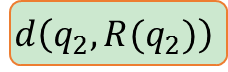 d(q₂, R(q₂))